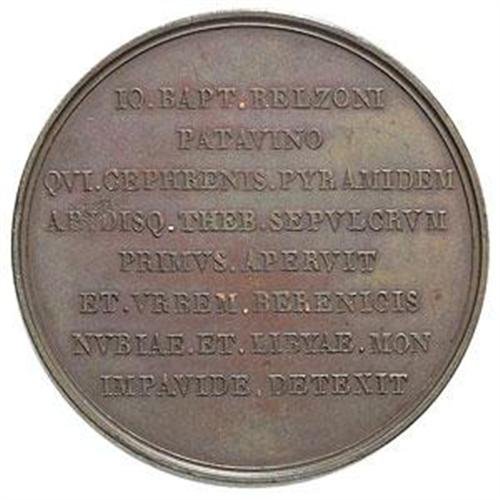 IO. BAPT. BELZONI
PATAVINO
QVI. CEPHRENIS. PYRAMIDEM
APIDISQ. THEB. SEPVLCRVM
PRIMVS. APERVIT
ET. VRBEM. BERENICIS
NVBIAE. ET. LIBYAE. MON
IMPAVIDE. DETEXIT